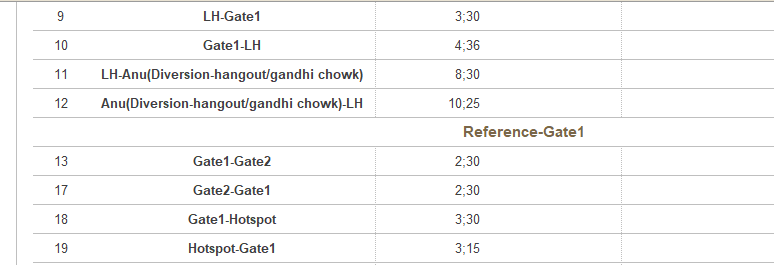 9 LH-Gate1 3;30
10 Gate1-LH 4;36
11 LH-Anu(Diversion-hangout/gandhi chowk) 8;30
12 Anu(Diversion-hangout/gandhi chowk)-LH 10;25
Reference-Gate1
13 Gate1-Gate2 2;30
17 Gate2-Gate1 2;30
18 Gate1-Hotspot 3;30
19 Hotspot-Gate1 3;15